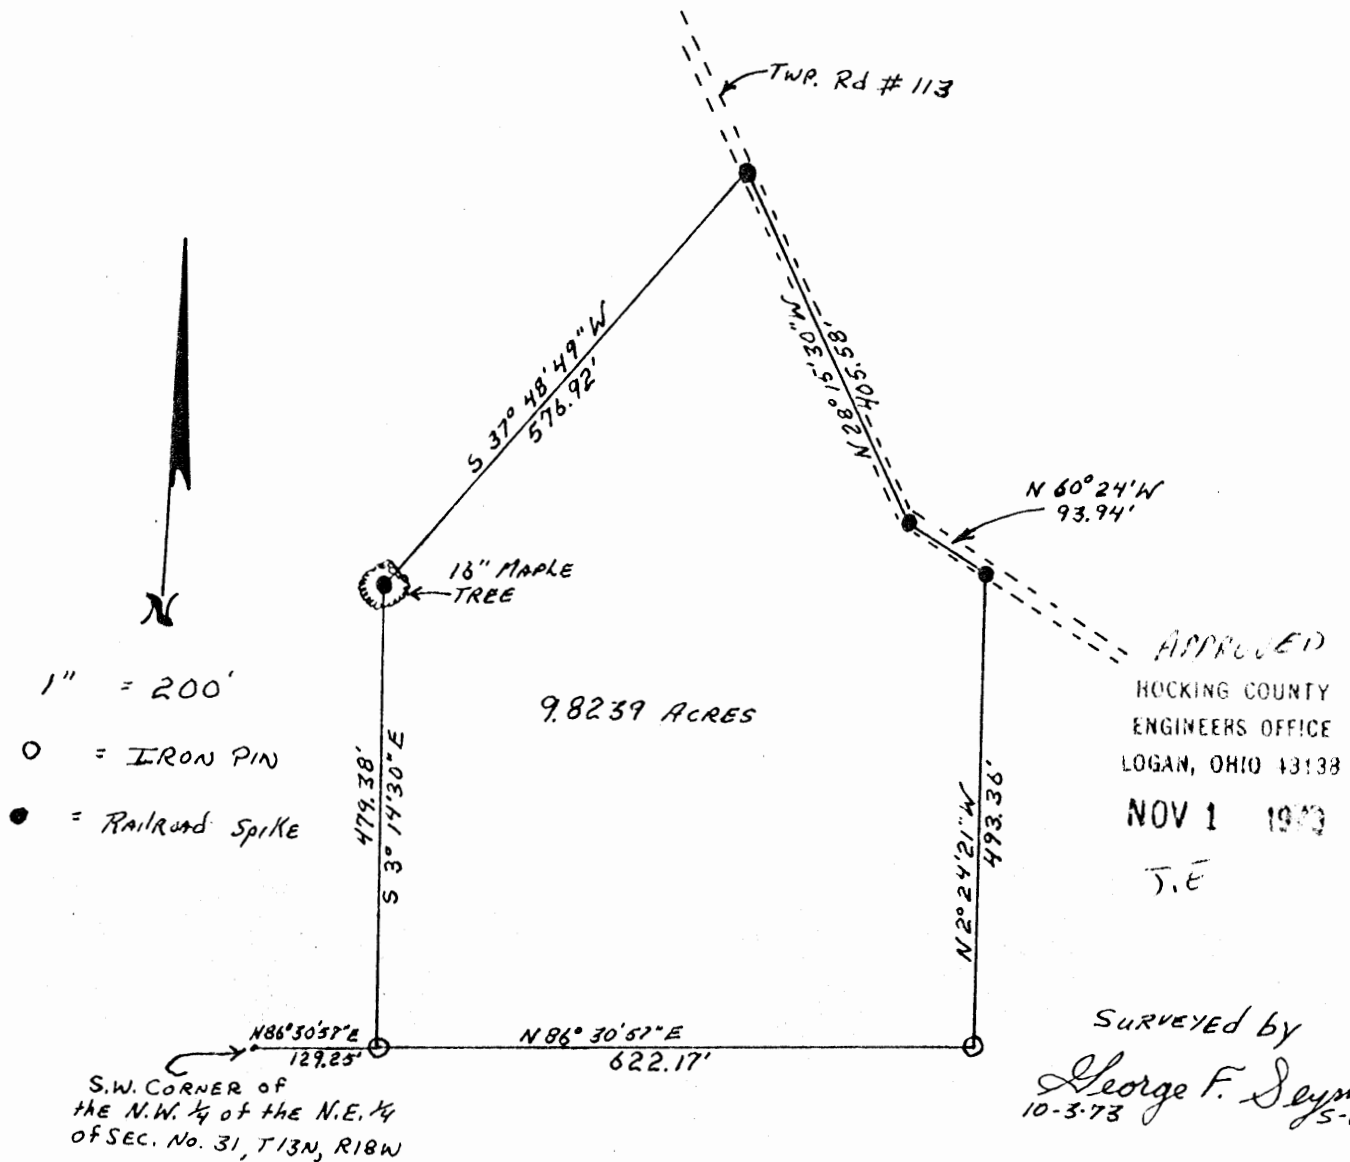 TWP. Rd # 113
S 37° 48' 49" W
576.92'
N 28° 15' 30" W
405.58'
N 60° 24' W
93.94'
16" MAPLE
TREE
N
1" = 200'
= IRON PIN
= Railroad Spike
9.8239 ACRES
479.38'
S 3° 14' 30" E
N 2° 24' 21" W
493.36'
APPROVED
HOCKING COUNTY
ENGINEERS OFFICE
LOGAN, OHIO 43138
NOV 1
J.E
N 86° 30' 57" E
129.25'
N 86° 30' 57" E
622.17'
S.W. CORNER of
the N.W. ¼ of the N.E. ¼
of SEC. No. 31, T13N, R18W
SURVEYED by
George F.
10-3-73